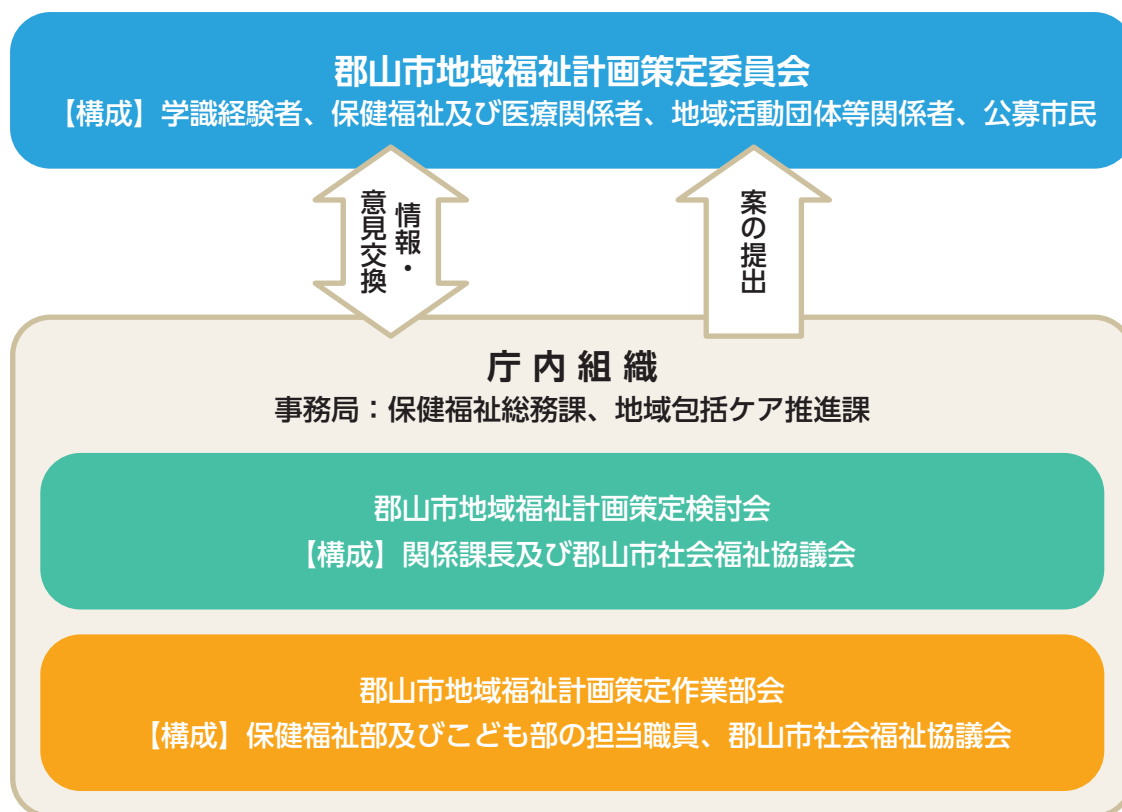 郡山市地域福祉計画策定委員会
【構成】学識経験者、保健福祉及び医療関係者、地域活動団体等関係者、公募市民
情報・
意見交換
案の提出
庁内組織
事務局：保健福祉総務課、地域包括ケア推進課
郡山市地域福祉計画策定検討会
【構成】関係課長及び郡山市社会福祉協議会
郡山市地域福祉計画策定作業部会
【構成】保健福祉部及びこども部の担当職員、郡山市社会福祉協議会